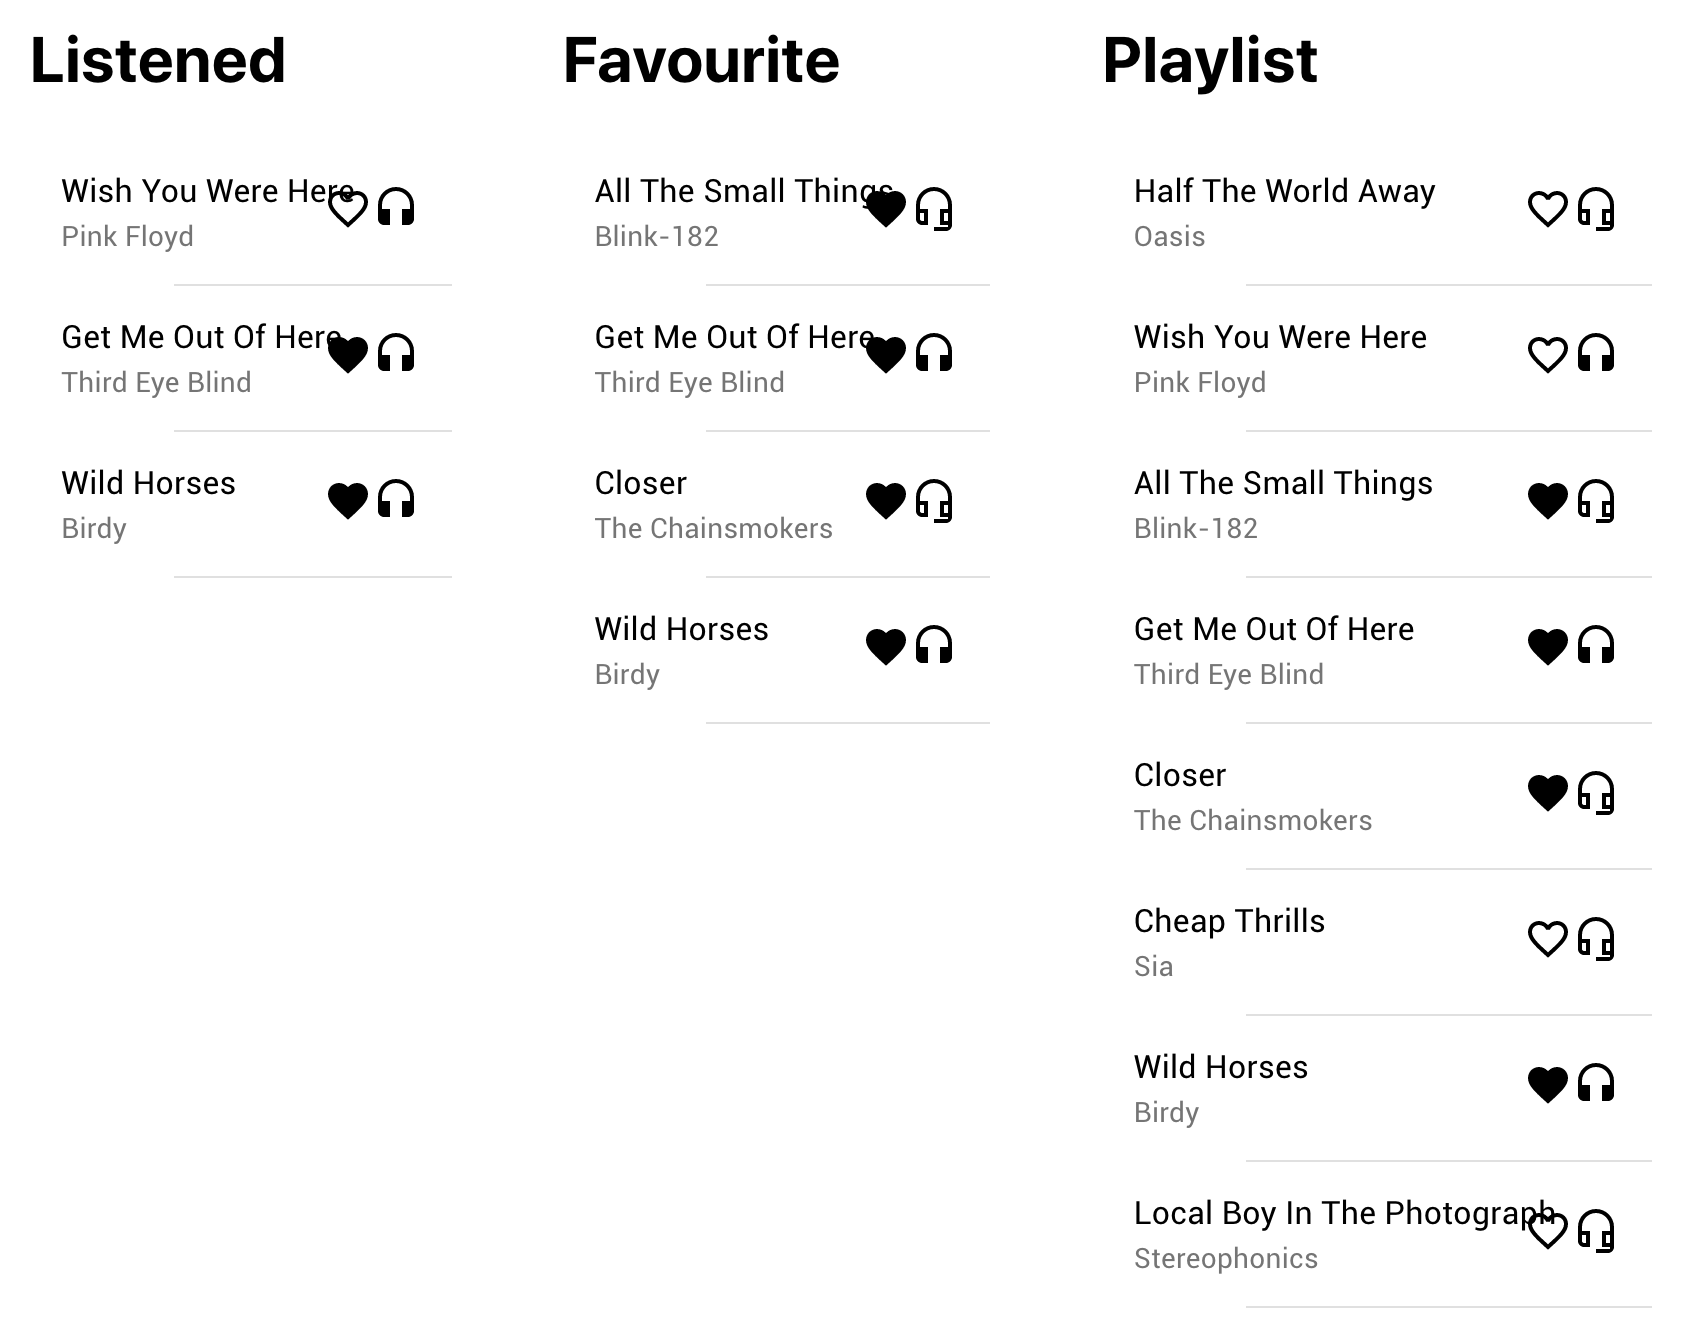 Listened
Wish You Were Here
Pink Floyd
Get Me Out Of Here
Third Eye Blind
Wild Horses
Birdy
Favourite
All The Small Things
Blink-182
Get Me Out Of Here
Third Eye Blind
Closer
The Chainsmokers
Wild Horses
Birdy
Playlist
Half The World Away
Oasis
Wish You Were Here
Pink Floyd
All The Small Things
Blink-182
Get Me Out Of Here
Third Eye Blind
Closer
The Chainsmokers
Cheap Thrills
Sia
Wild Horses
Birdy
Local Boy In The Photograph
Stereophonics